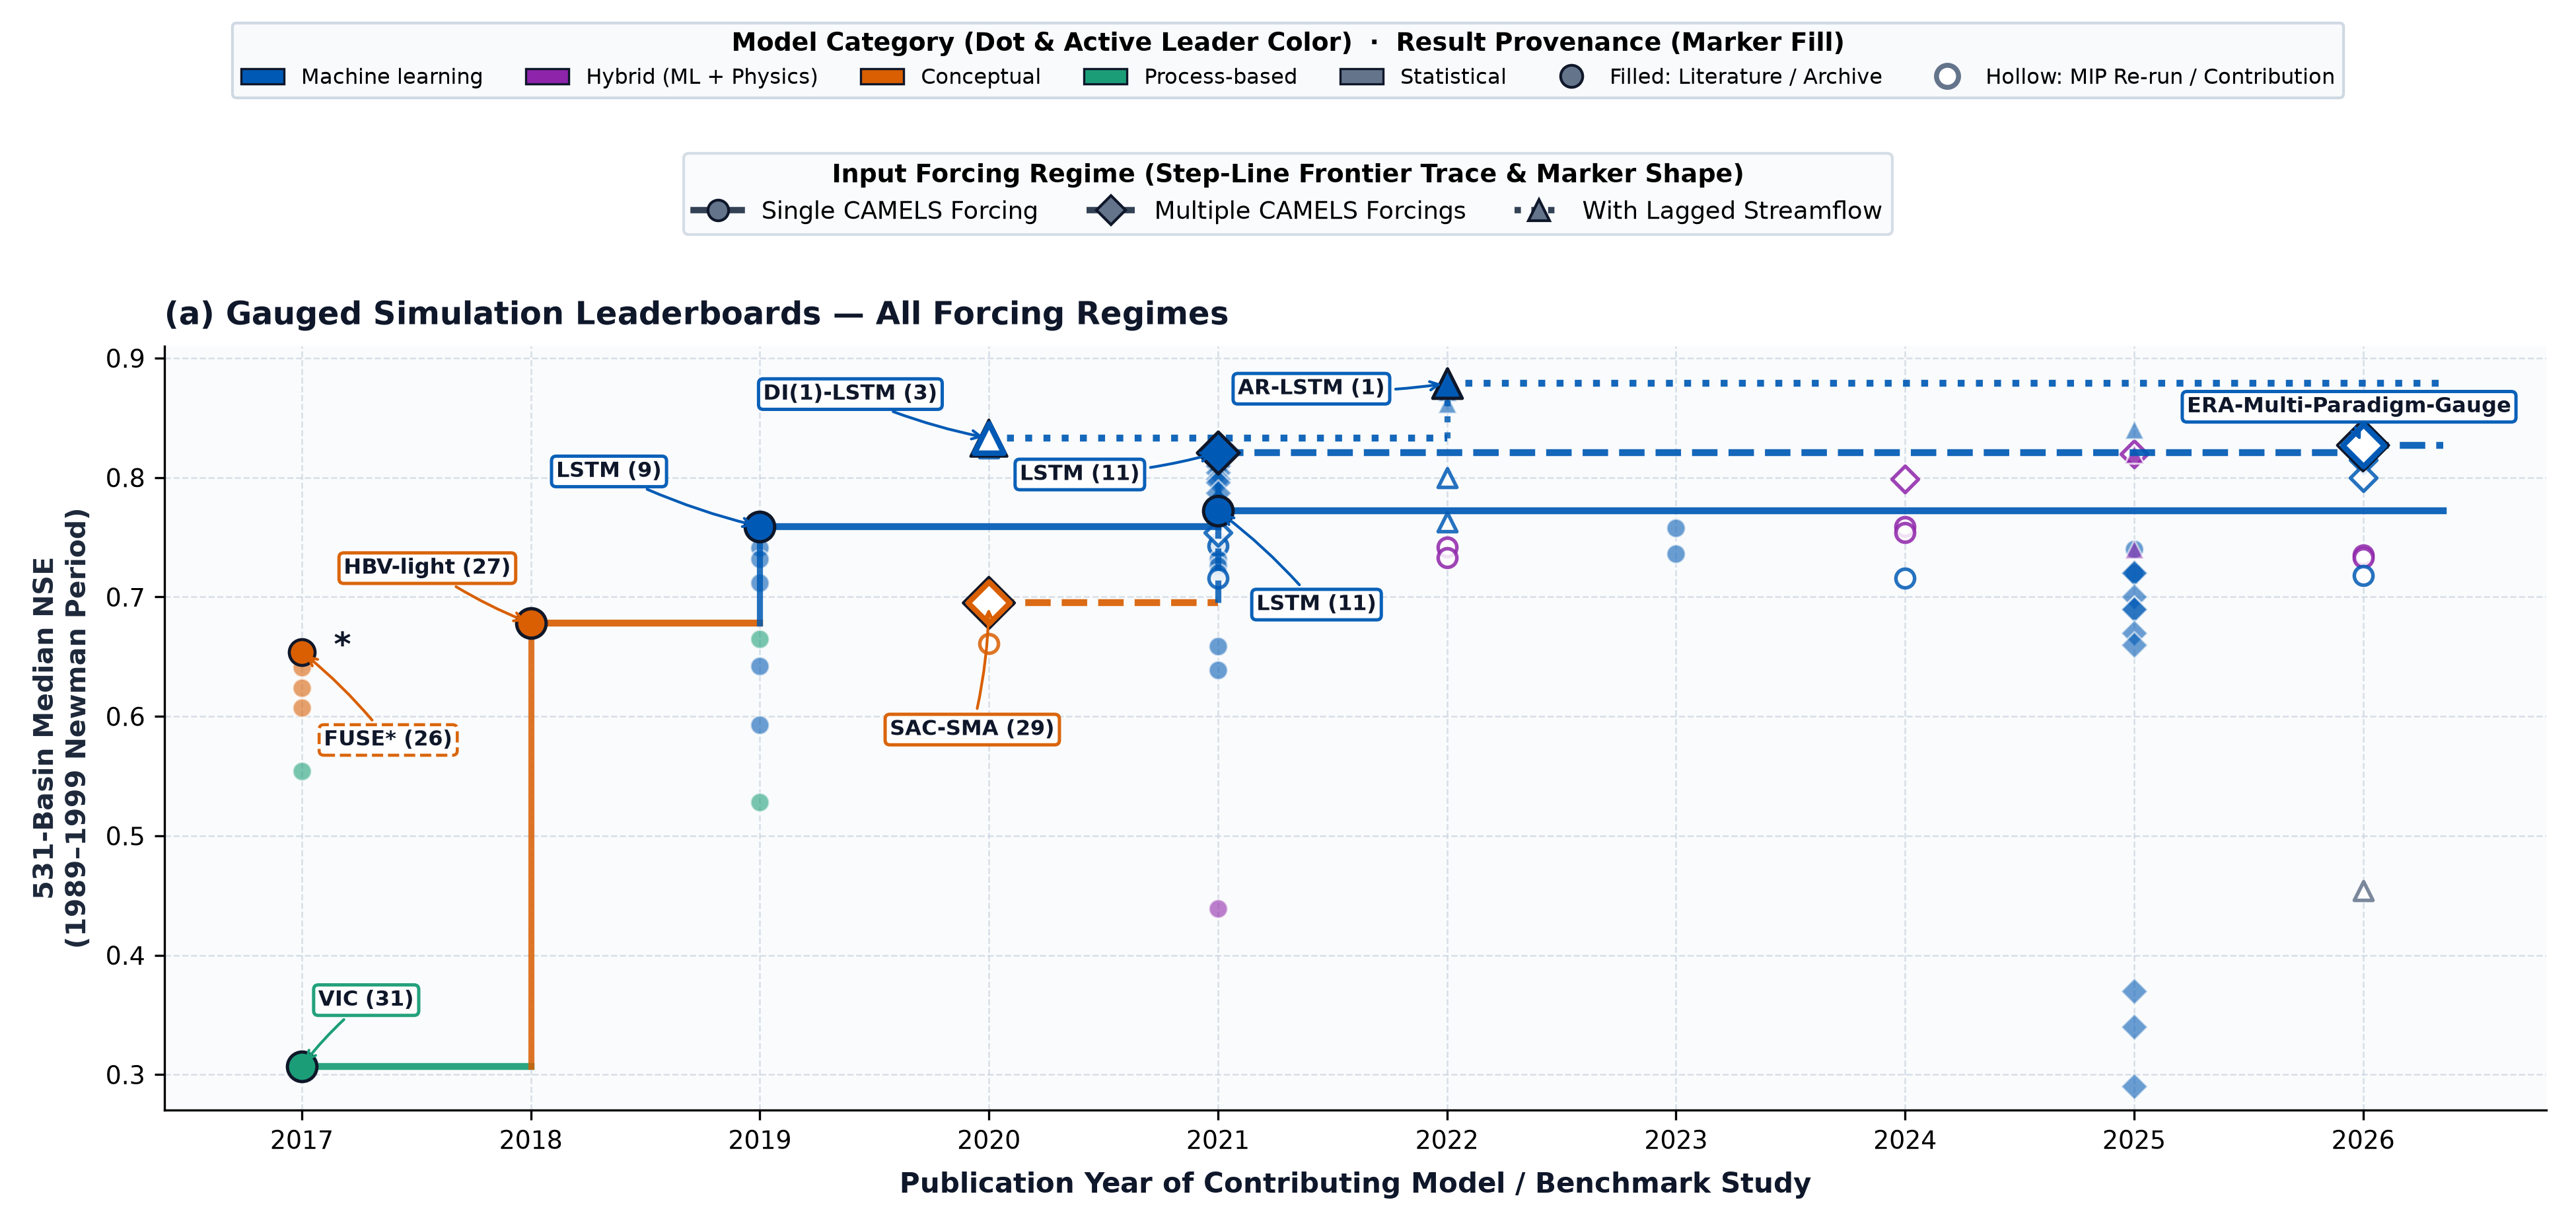 Model Category (Dot & Active Leader Color)  ·  Result Provenance (Marker Fill)
Machine learning
Hybrid (ML + Physics)
Conceptual
Process-based
Statistical
Filled: Literature / Archive
Hollow: MIP Re-run / Contribution
Input Forcing Regime (Step-Line Frontier Trace & Marker Shape)
Single CAMELS Forcing
Multiple CAMELS Forcings
With Lagged Streamflow
(a) Gauged Simulation Leaderboards — All Forcing Regimes
531-Basin Median NSE
(1989–1999 Newman Period)
0.9
0.8
0.7
0.6
0.5
0.4
0.3
DI(1)-LSTM (3)
AR-LSTM (1)
ERA-Multi-Paradigm-Gauge
LSTM (9)
LSTM (11)
HBV-light (27)
LSTM (11)
*
SAC-SMA (29)
FUSE* (26)
VIC (31)
2017
2018
2019
2020
2021
2022
2023
2024
2025
2026
Publication Year of Contributing Model / Benchmark Study